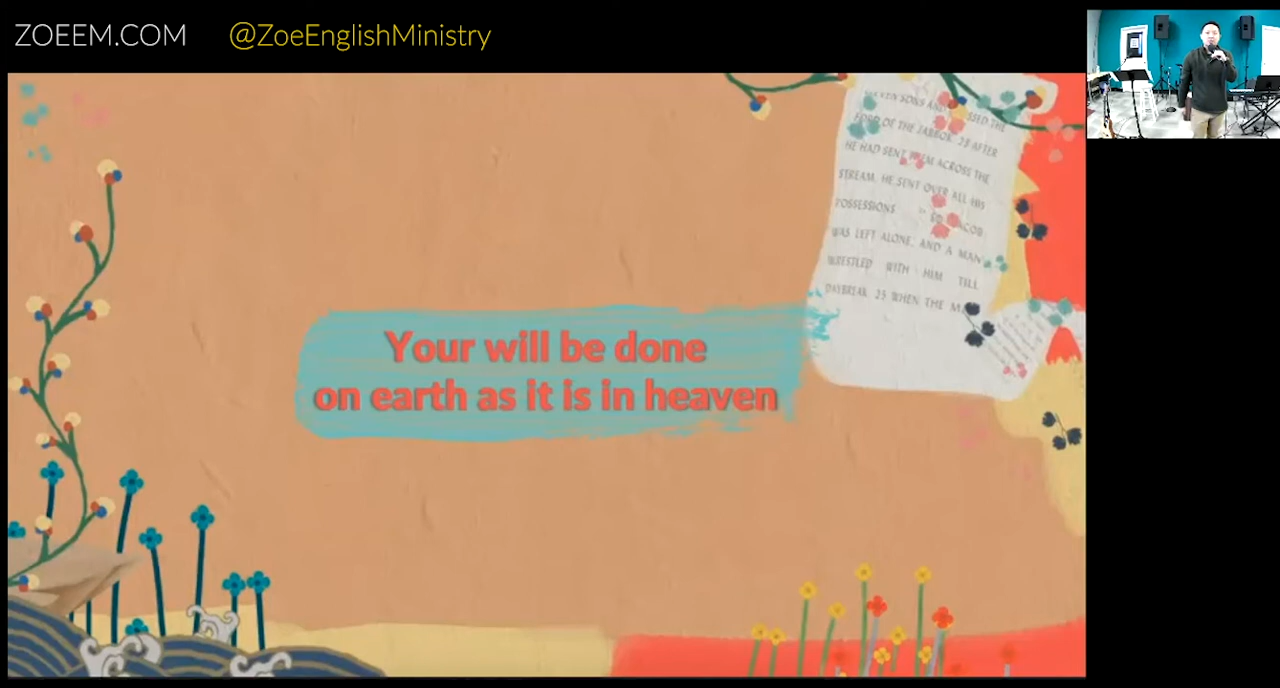 ZOEEM.COM @ZoeEnglishMinistry
SONS AND
FORD OF THE JABBOK. 23 AFTER
HE HAD SENT THEM ACROSS THE
STREAM, HE SENT OVER ALL HIS
POSSESSIONS
WAS LEFT ALONE, AND A MAN
WRESTLED WITH HIM TILL
DAYBREAK. 25 WHEN THE
Your will be done
on earth as it is in heaven